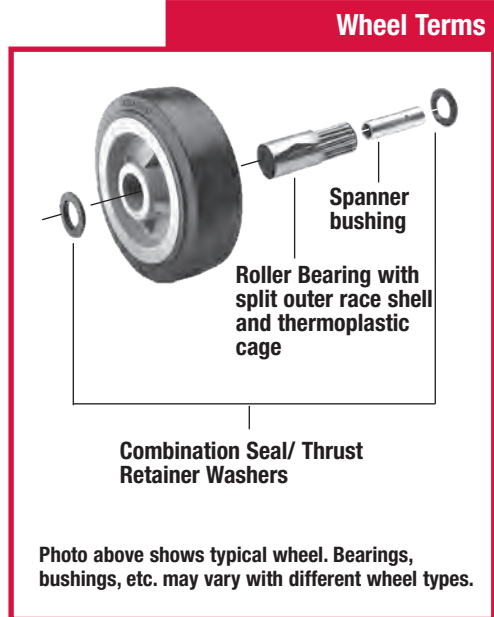 Wheel Terms
Spanner
bushing
Roller Bearing with
split outer race shell
and thermoplastic
cage
Combination Seal/ Thrust
Retainer Washers
Photo above shows typical wheel. Bearings,
bushings, etc. may vary with different wheel types.